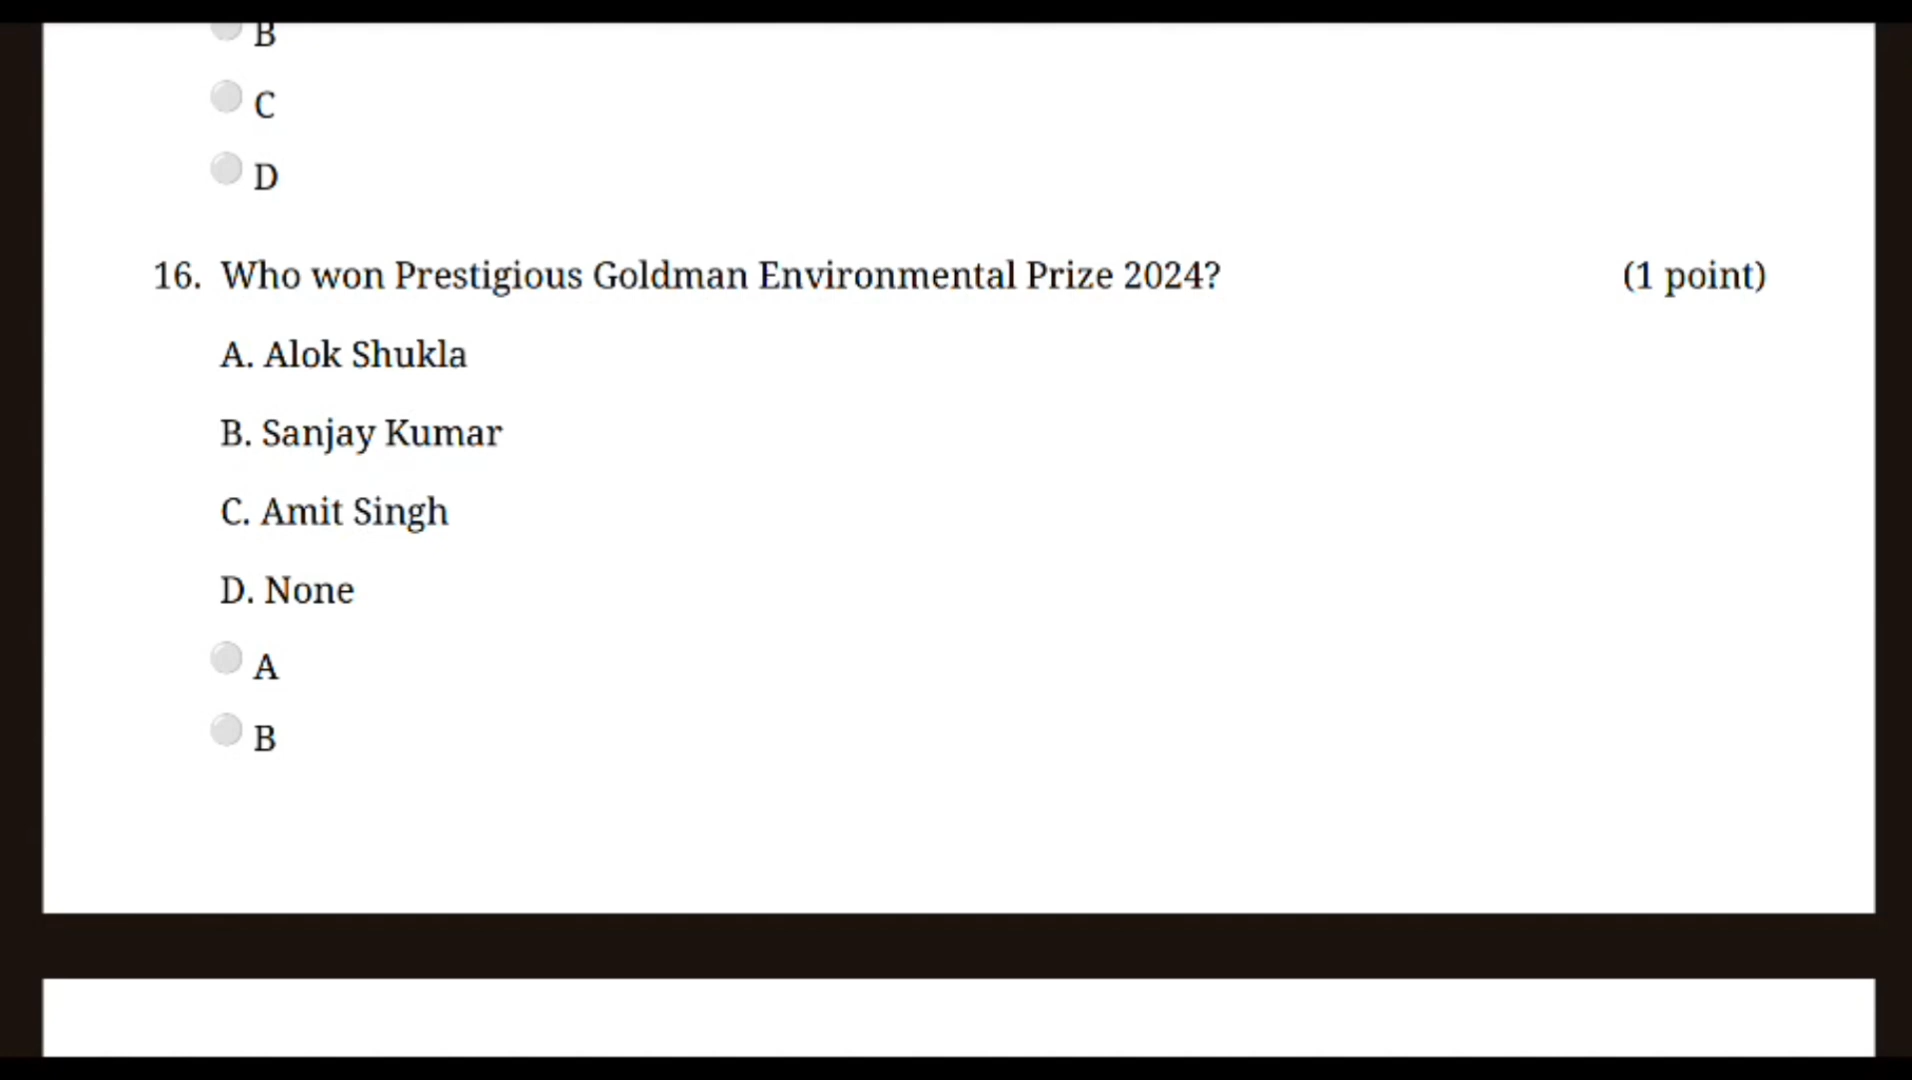 B
C
D
16. Who won Prestigious Goldman Environmental Prize 2024? (1 point)
A. Alok Shukla
B. Sanjay Kumar
C. Amit Singh
D. None
A
B